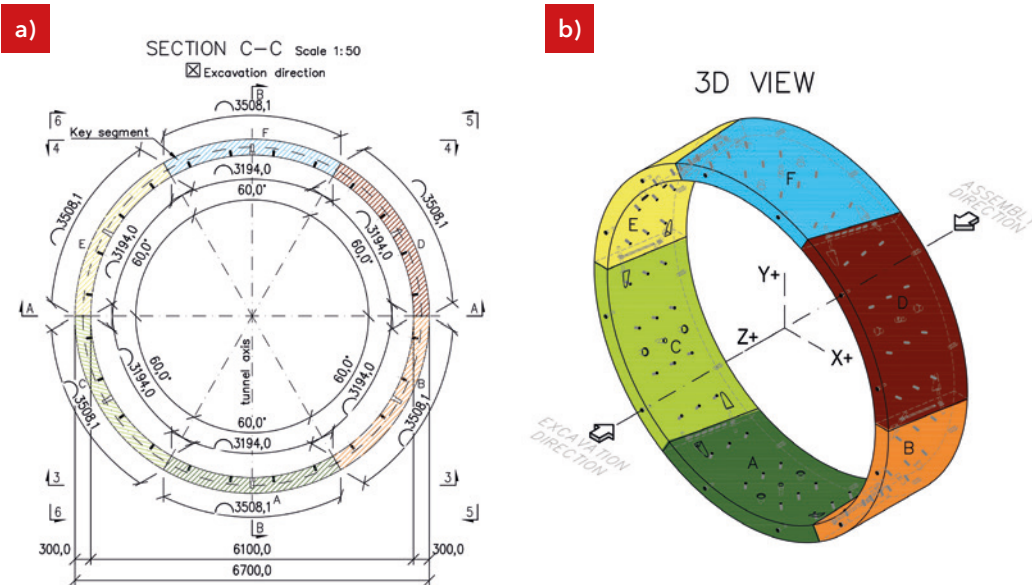 a)
SECTION C-C Scale 1:50
Excavation direction
B
3508,1
6
5
Key segment
F
4
4
3194,0
60,0°
3508,1
3508,1
E
3194,0
60,0°
3194,0
60,0°
D
A
A
tunnel axis
C
3508,1
3194,0
60,0°
60,0°
3194,0
B
3508,1
60,0°
3194,0
3
3
A
3508,1
6
5
B
300,0
6100,0
300,0
6700,0
b)
3D VIEW
F
E
ASSEMBLY
DIRECTION
Y+
D
Z+
C
X+
EXCAVATION
DIRECTION
A
B